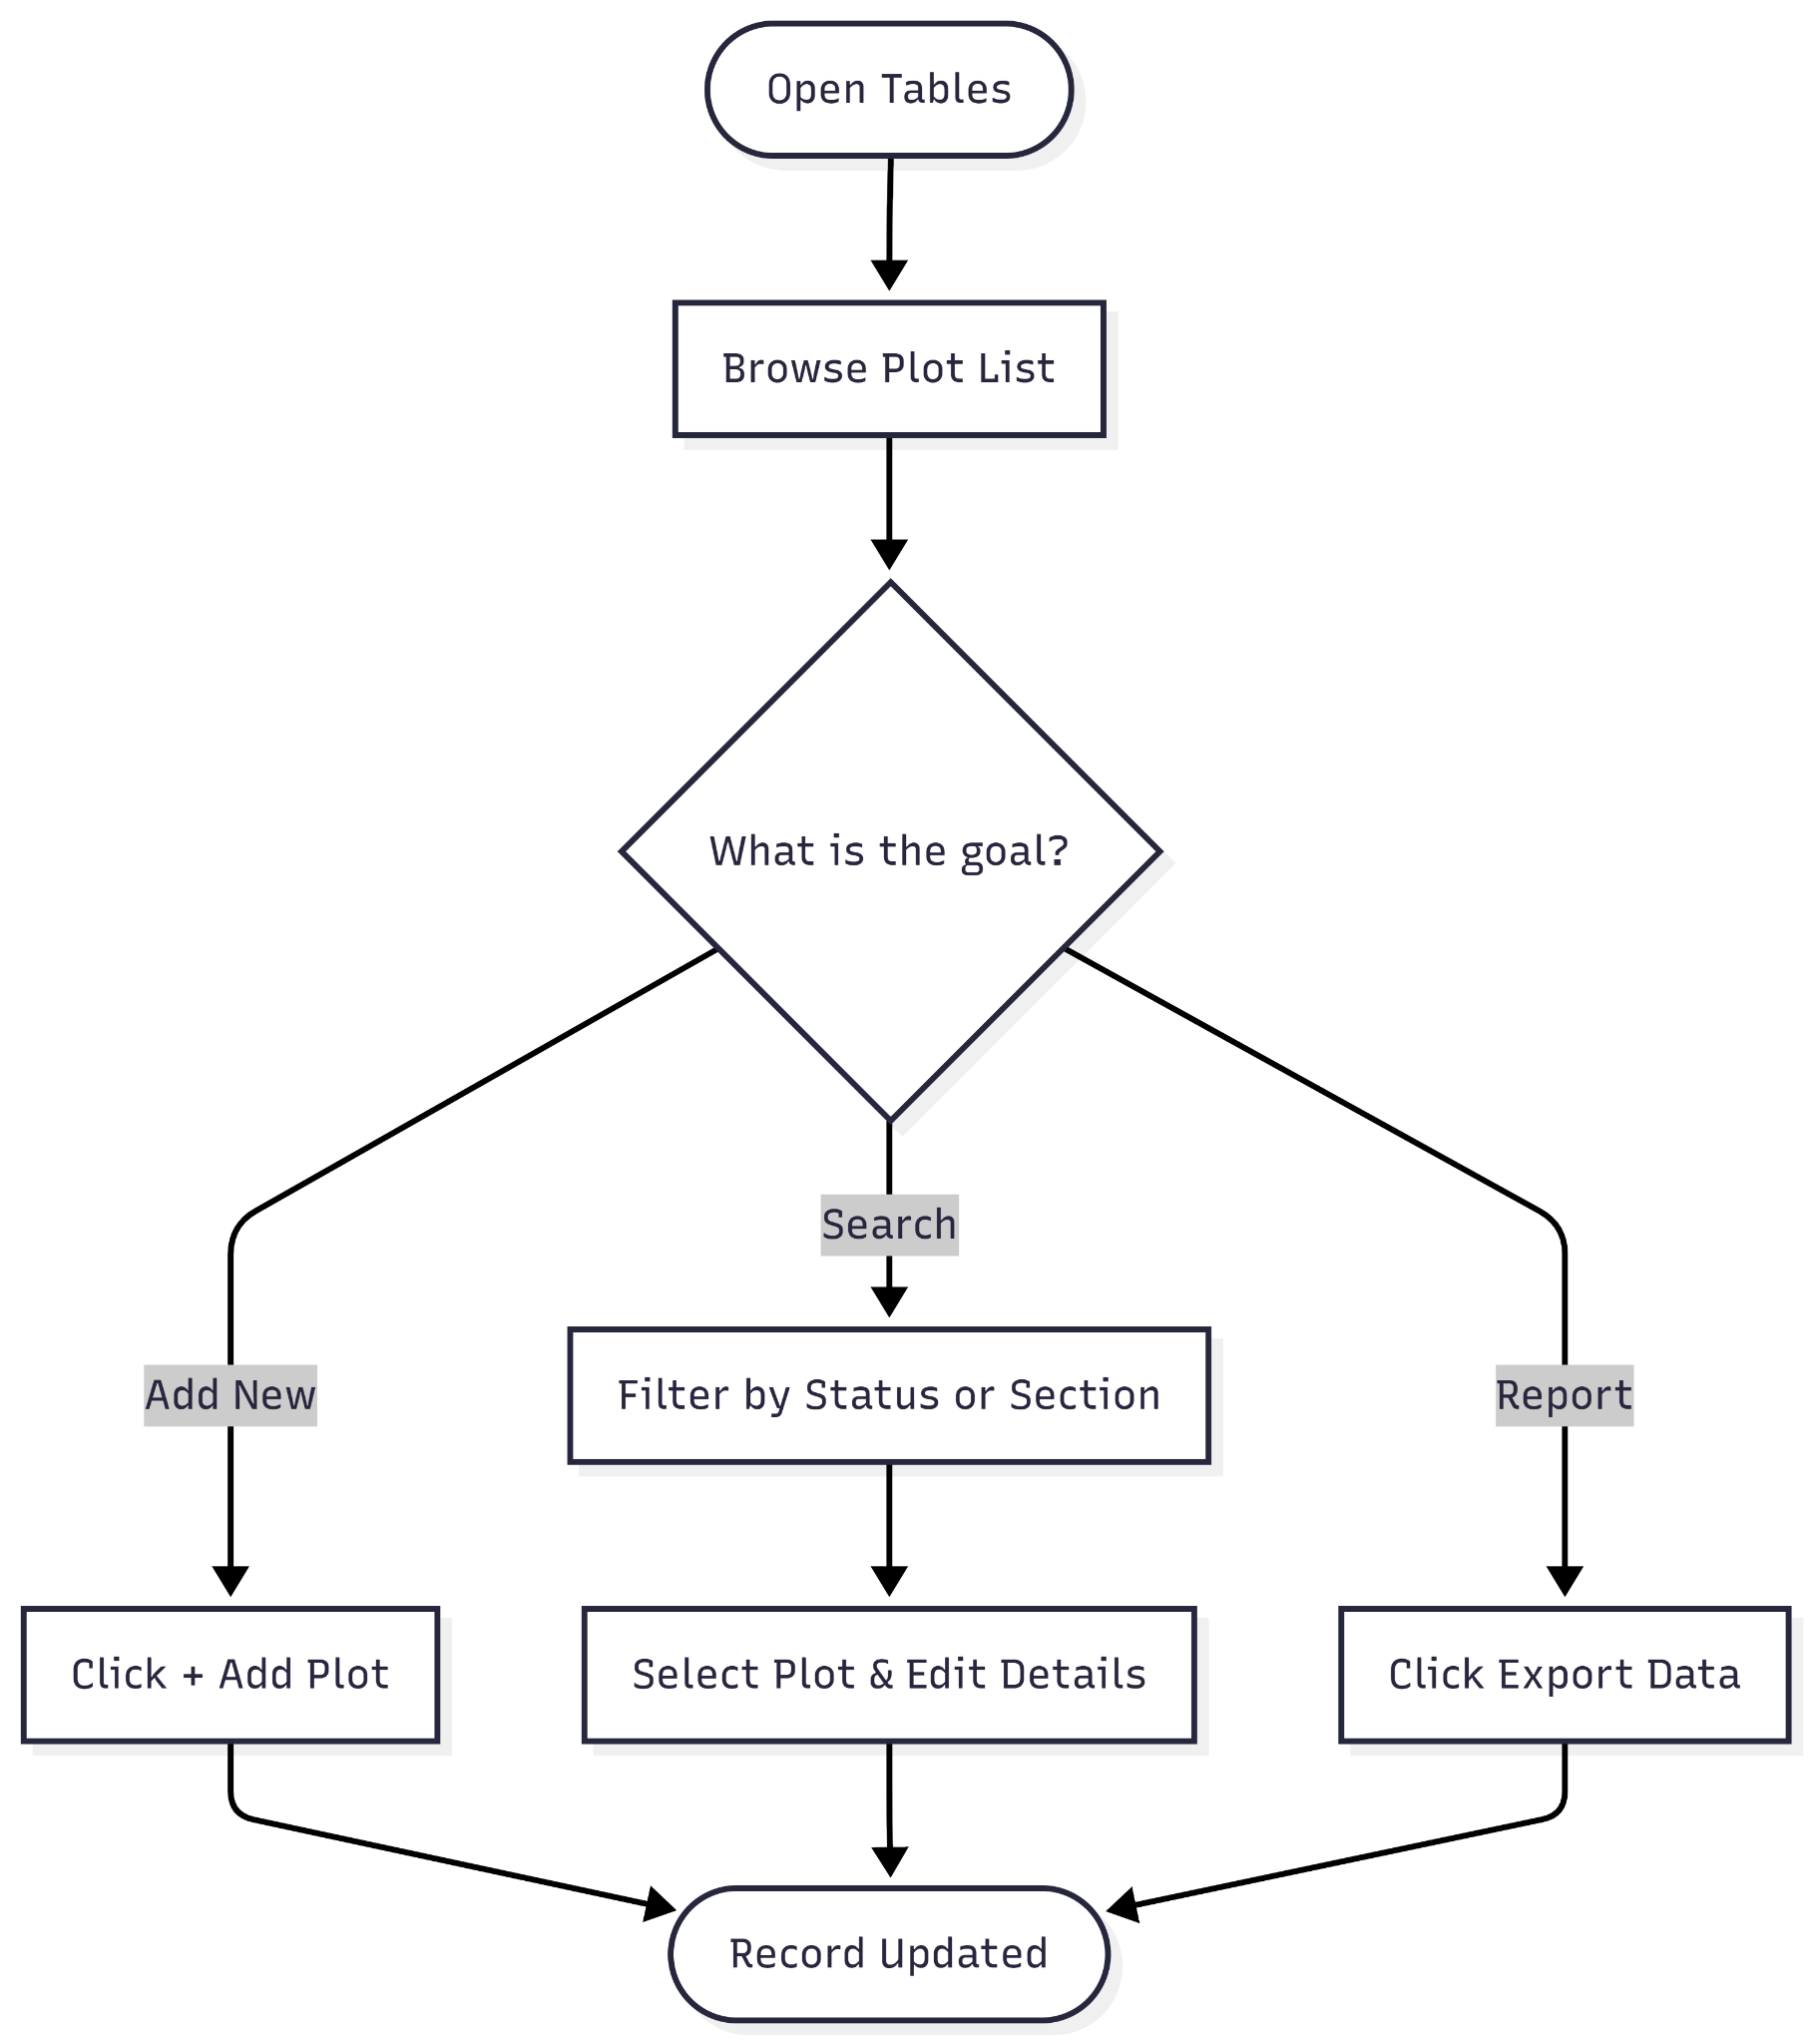 Open Tables
Browse Plot List
What is the goal?
Search
Add New
Filter by Status or Section
Report
Click + Add Plot
Select Plot & Edit Details
Click Export Data
Record Updated